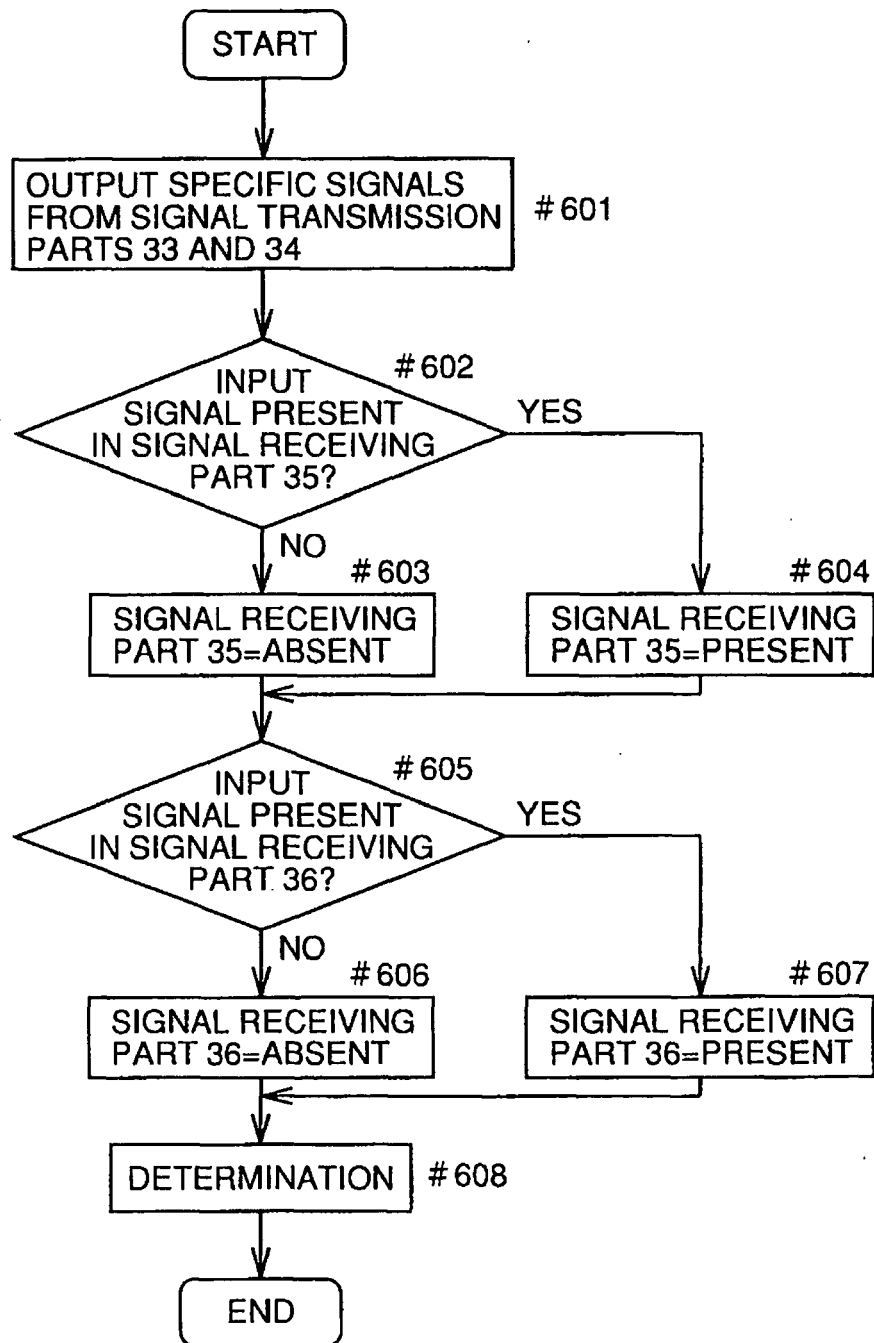 START
OUTPUT SPECIFIC SIGNALS
FROM SIGNAL TRANSMISSION
PARTS 33 AND 34
#601
#602
INPUT
SIGNAL PRESENT
IN SIGNAL RECEIVING
PART 35?
YES
NO
#603
SIGNAL RECEIVING
PART 35=ABSENT
#604
SIGNAL RECEIVING
PART 35=PRESENT
#605
INPUT
SIGNAL PRESENT
IN SIGNAL RECEIVING
PART 36?
YES
NO
#606
SIGNAL RECEIVING
PART 36=ABSENT
#607
SIGNAL RECEIVING
PART 36=PRESENT
DETERMINATION
#608
END